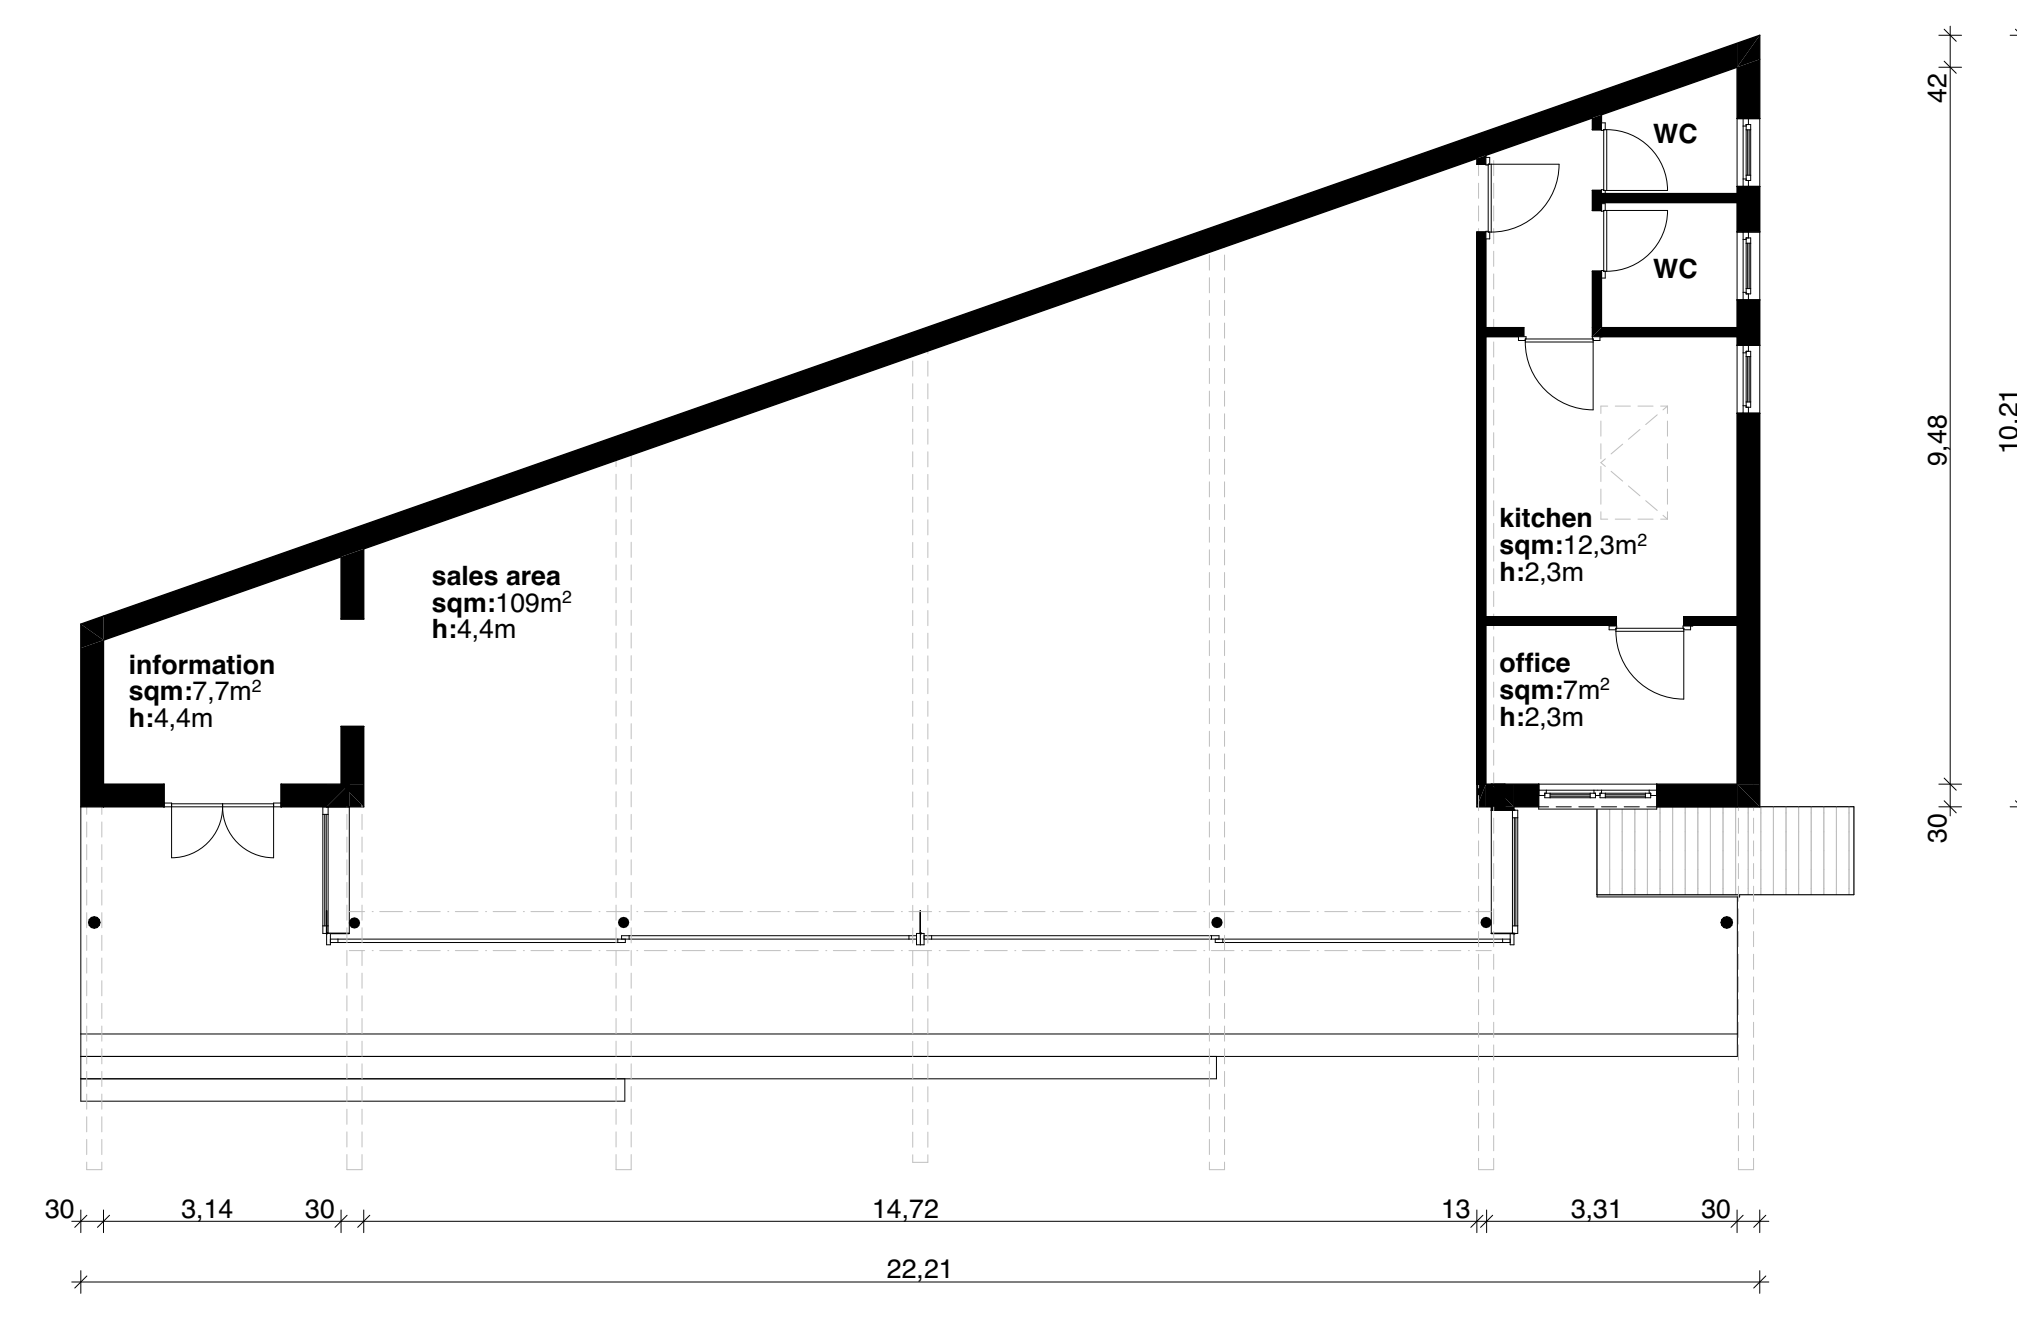 WC
WC
kitchen
sqm:12,3m²
h:2,3m
sales area
sqm:109m²
h:4,4m
information
sqm:7,7m²
h:4,4m
office
sqm:7m²
h:2,3m
42
9,48
10,21
30
30
3,14
30
14,72
13
3,31
30
22,21